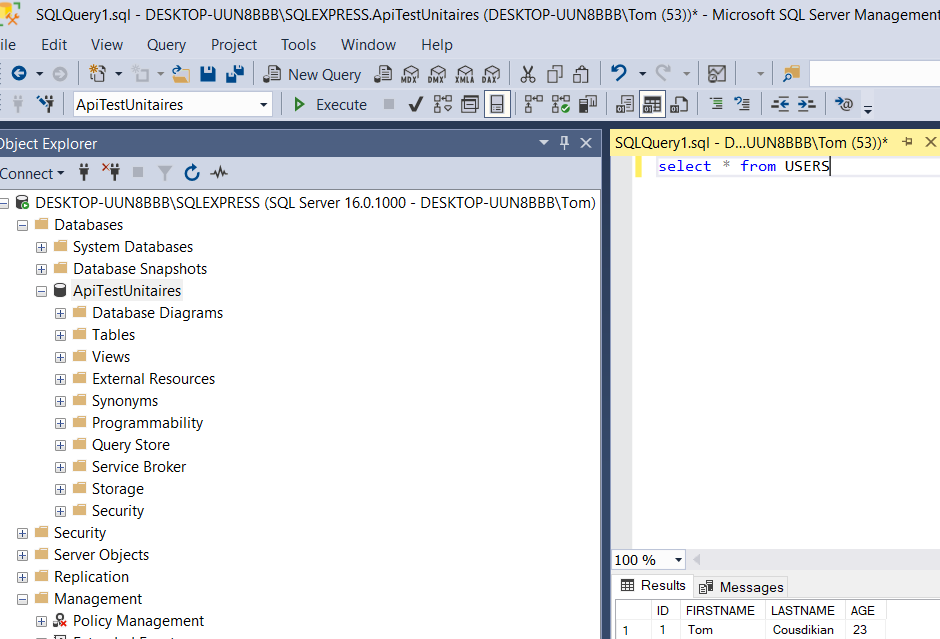 SQLQuery1.sql - DESKTOP-UUN8BBB\SQLEXPRESS.ApiTestUnitaires (DESKTOP-UUN8BBB\Tom (53))* - Microsoft SQL Server Management
ile Edit View Query Project Tools Window Help
New Query MDX DMX XMLA DAX
ApiTestUnitaires Execute
Object Explorer
SQLQuery1.sql - D...UUN8BBB\Tom (53))*
Connect
select * from USERS
DESKTOP-UUN8BBB\SQLEXPRESS (SQL Server 16.0.1000 - DESKTOP-UUN8BBB\Tom)
Databases
System Databases
Database Snapshots
ApiTestUnitaires
Database Diagrams
Tables
Views
External Resources
Synonyms
Programmability
Query Store
Service Broker
Storage
Security
Security
Server Objects
Replication
Management
Policy Management
100 %
Results Messages
ID FIRSTNAME LASTNAME AGE
1 1 Tom Cousdikian 23